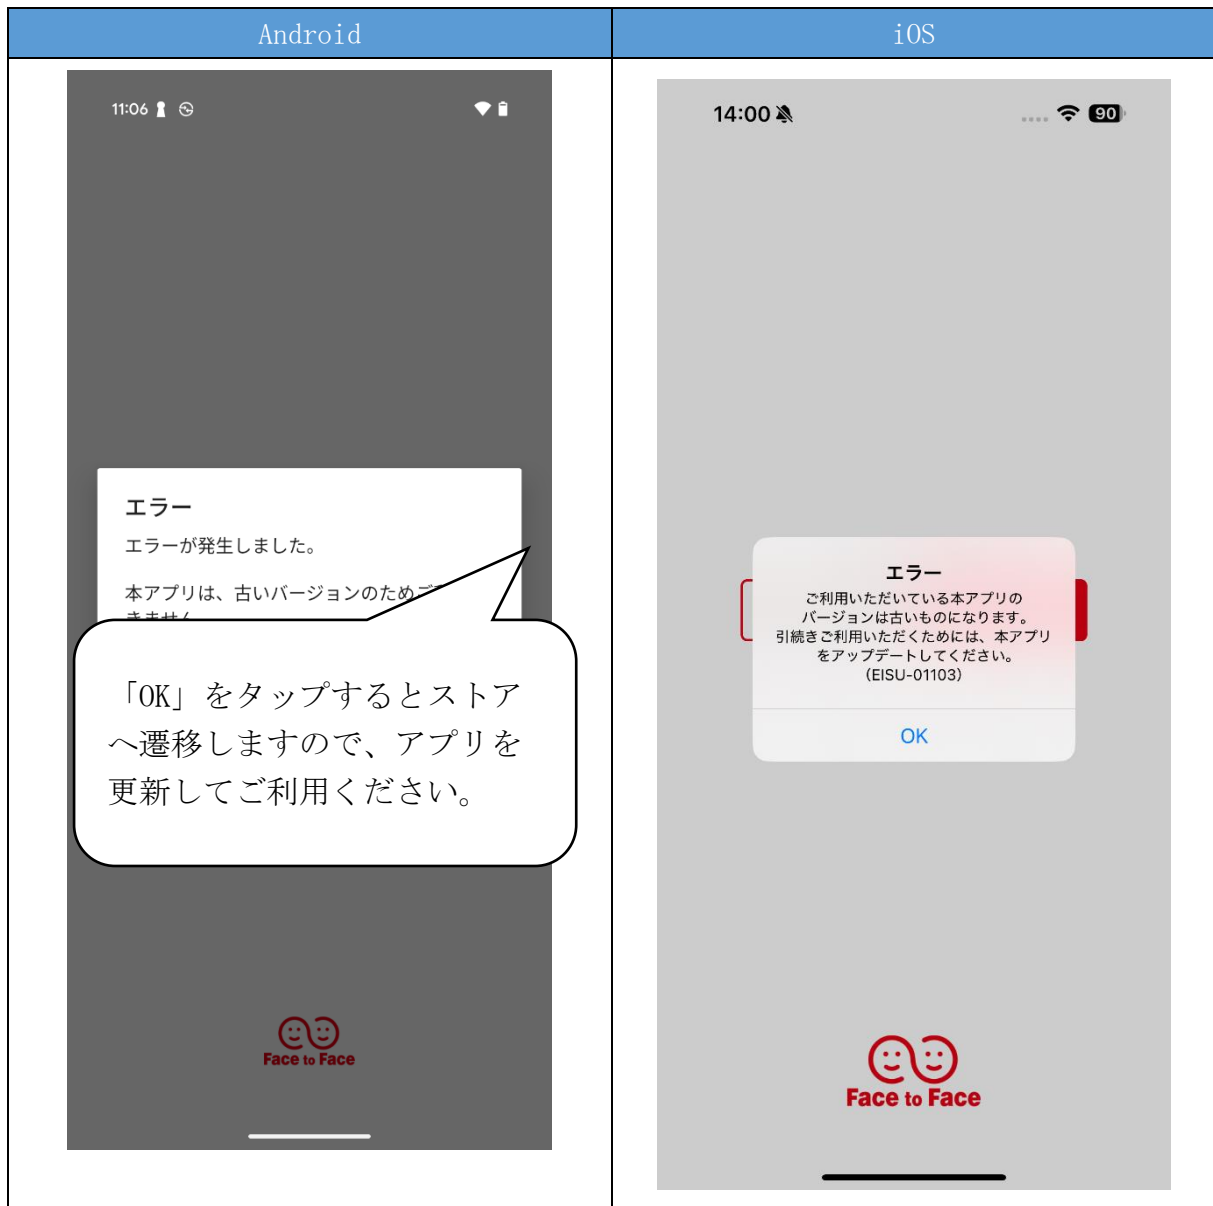 Android
iOS
11:06
エラー
エラーが発生しました。
本アプリは、古いバージョンのため
「OK」をタップするとストア
へ遷移しますので、アプリを
更新してご利用ください。
Face to Face
14:00
90
エラー
ご利用いただいている本アプリの
バージョンは古いものになります。
引続きご利用いただくためには、本アプリ
をアップデートしてください。
（EISU-01103）
OK
Face to Face